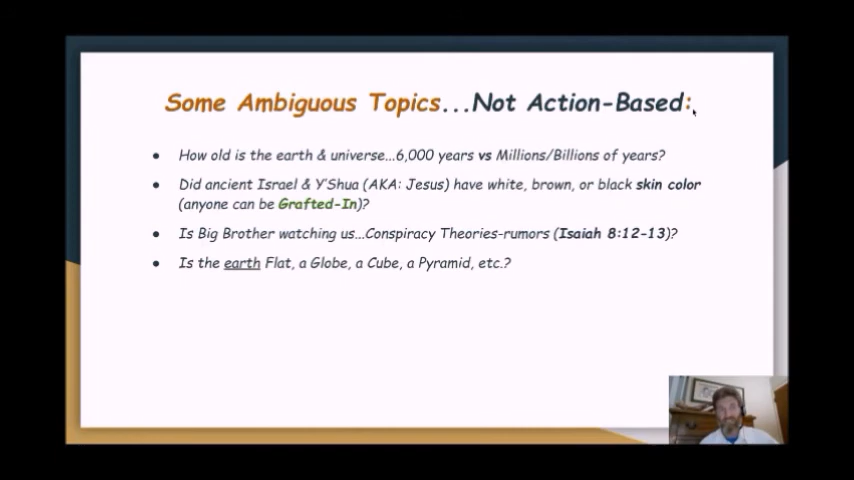 Some Ambiguous Topics...Not Action-Based:
• How old is the earth & universe...6,000 years vs Millions/Billions of years?
• Did ancient Israel & Y'Shua (AKA: Jesus) have white, brown, or black skin color
(anyone can be Grafted-In)?
• Is Big Brother watching us...Conspiracy Theories-rumors (Isaiah 8:12-13)?
• Is the earth Flat, a Globe, a Cube, a Pyramid, etc.?